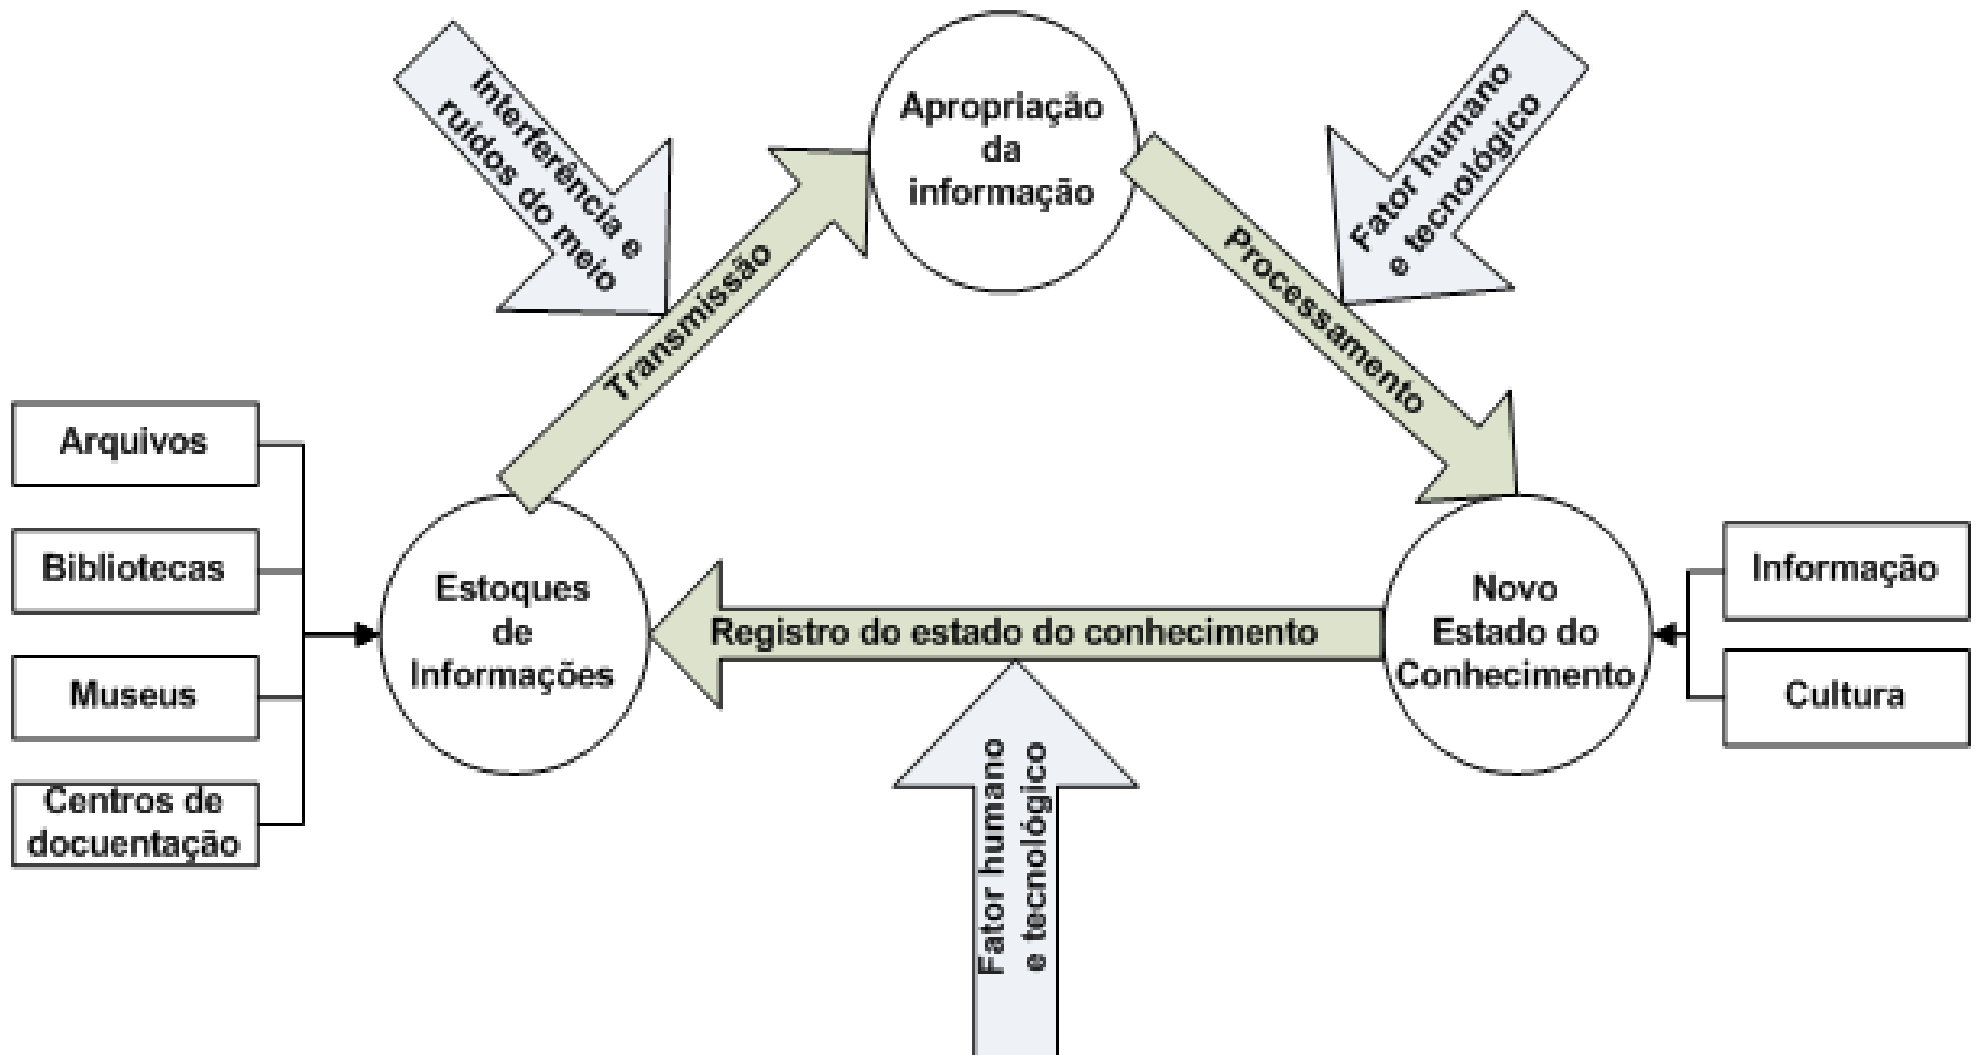 Interferência e
ruídos do meio
Apropriação
da
informação
Fator humano
e tecnológico
Transmissão
Processamento
Arquivos
Bibliotecas
Museus
Centros de
docuentação
Estoques
de
Informações
Registro do estado do conhecimento
Novo
Estado do
Conhecimento
Informação
Cultura
Fator humano
e tecnológico